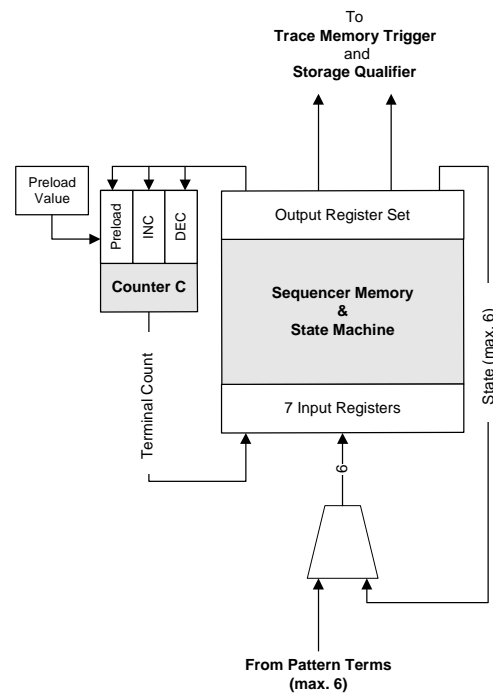 To
Trace Memory Trigger
and
Storage Qualifier
Preload
Value
Preload
INC
DEC
Counter C
Output Register Set
Sequencer Memory
&
State Machine
7 Input Registers
Terminal Count
State (max. 6)
6
From Pattern Terms
(max. 6)